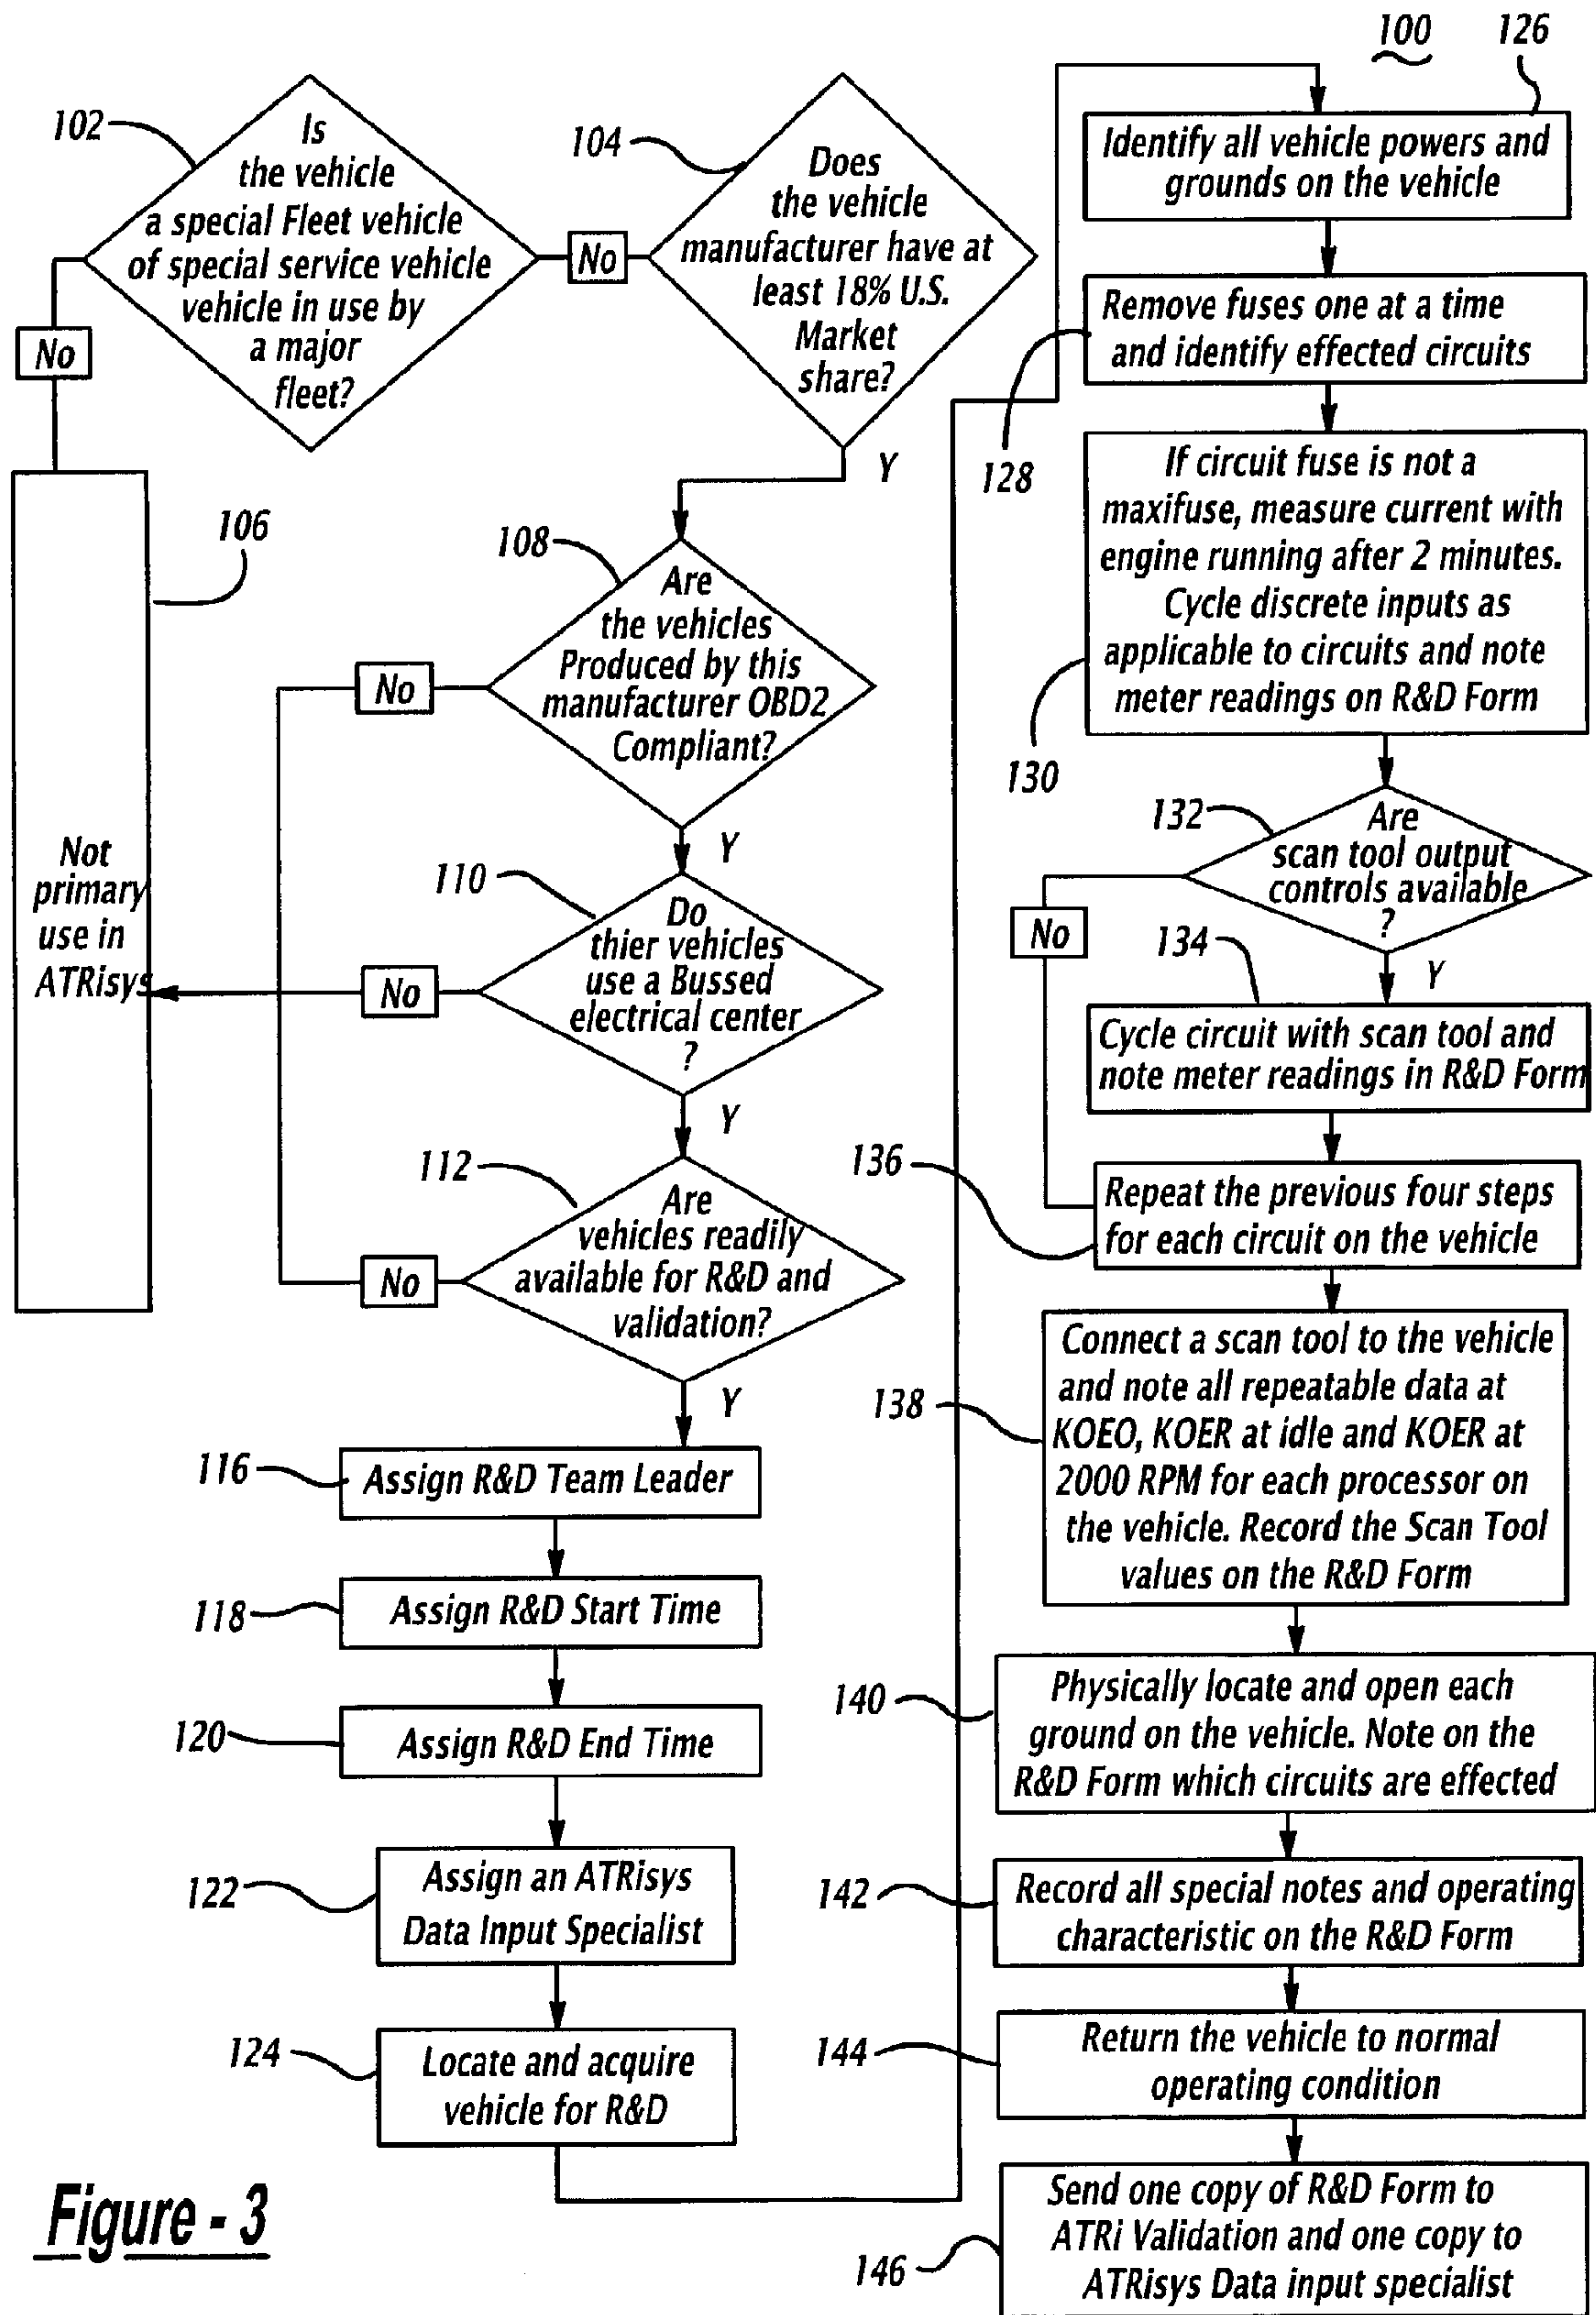 100
126
102
Is
the vehicle
a special Fleet vehicle
of special service vehicle
vehicle in use by
a major
fleet?
No
No
104
Does
the vehicle
manufacturer have at
least 18% U.S.
Market
share?
Y
106
Not
primary
use in
ATRisys
108
Are
the vehicles
Produced by this
manufacturer OBD2
Compliant?
No
Y
110
Do
thier vehicles
use a Bussed
electrical center
?
No
Y
112
Are
vehicles readily
available for R&D and
validation?
No
Y
116
Assign R&D Team Leader
118
Assign R&D Start Time
120
Assign R&D End Time
122
Assign an ATRisys
Data Input Specialist
124
Locate and acquire
vehicle for R&D
Identify all vehicle powers and
grounds on the vehicle
128
Remove fuses one at a time
and identify effected circuits
130
If circuit fuse is not a
maxifuse, measure current with
engine running after 2 minutes.
Cycle discrete inputs as
applicable to circuits and note
meter readings on R&D Form
132
Are
scan tool output
controls available
?
No
Y
134
Cycle circuit with scan tool and
note meter readings in R&D Form
136
Repeat the previous four steps
for each circuit on the vehicle
138
Connect a scan tool to the vehicle
and note all repeatable data at
KOEO, KOER at idle and KOER at
2000 RPM for each processor on
the vehicle. Record the Scan Tool
values on the R&D Form
140
Physically locate and open each
ground on the vehicle. Note on the
R&D Form which circuits are effected
142
Record all special notes and operating
characteristic on the R&D Form
144
Return the vehicle to normal
operating condition
146
Send one copy of R&D Form to
ATRi Validation and one copy to
ATRisys Data input specialist
Figure - 3